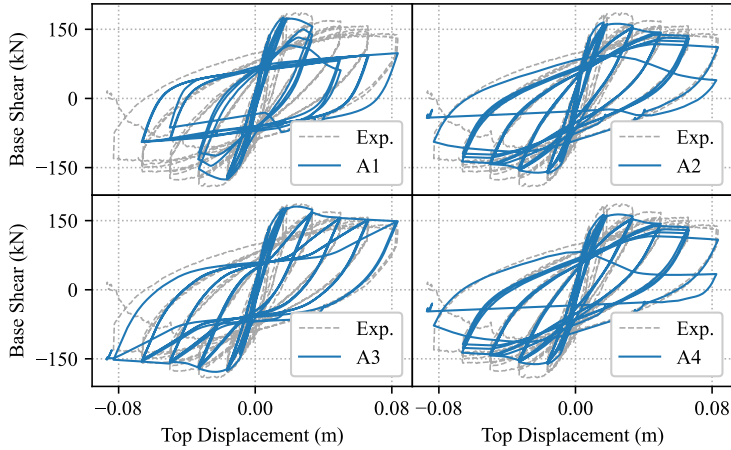 150
0
−150
Base Shear (kN)
Exp.
A1
Exp.
A2
150
0
−150
Base Shear (kN)
Exp.
A3
Exp.
A4
−0.08
0.00
0.08
−0.08
0.00
0.08
Top Displacement (m)
Top Displacement (m)